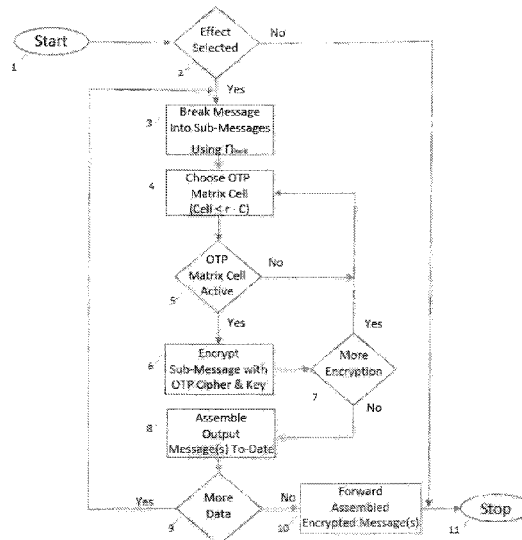 Start
1
Effect
Selected
2
No
Yes
3
Break Message
Into Sub-Messages
Using
4
Choose OTP
Matrix Cell
(Cell < r · C)
OTP
Matrix Cell
Active
5
No
Yes
6
Encrypt
Sub-Message with
OTP Cipher & Key
More
Encryption
7
Yes
No
8
Assemble
Output
Message(s) To-Date
More
Data
9
Yes
No
10
Forward
Assembled
Encrypted Message(s)
Stop
11